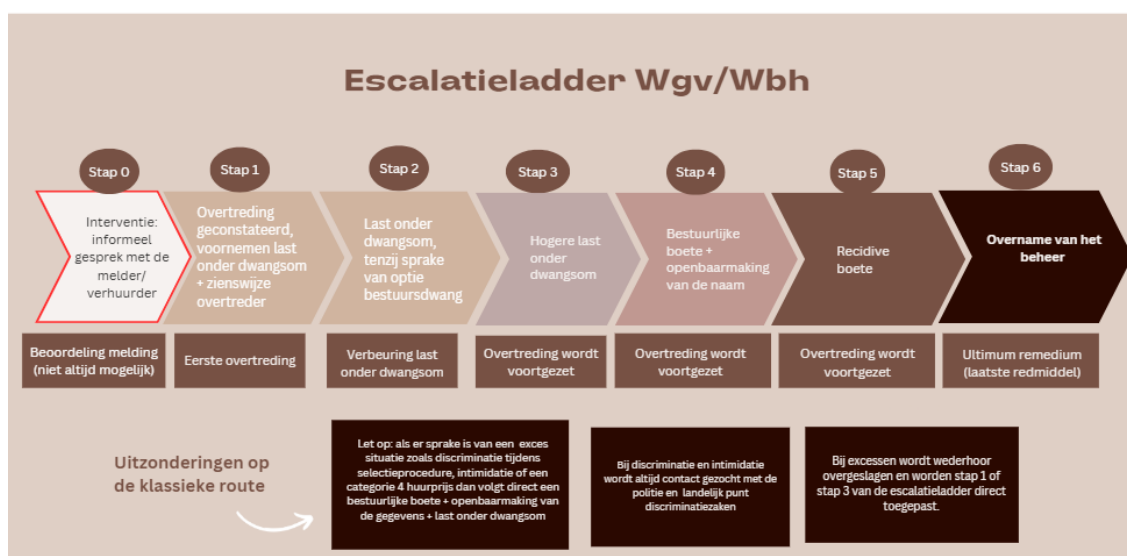 Escalatieladder Wgv/Wbh
Stap 0
Stap 1
Stap 2
Stap 3
Stap 4
Stap 5
Stap 6
Interventie:
informeel
gesprek met de
melder/
verhuurder
Overtreding
geconstateerd,
voornemen last
onder dwangsom
+ zienswijze
overtreder
Last onder
dwangsom,
tenzij sprake
van optie
bestuursdwang
Hogere last
onder
dwangsom
Bestuurlijke
boete +
openbaarmaking
van de naam
Recidive
boete
Overname van het
beheer
Beoordeling melding
(niet altijd mogelijk)
Eerste overtreding
Verbeuring last
onder dwangsom
Overtreding wordt
voortgezet
Overtreding wordt
voortgezet
Overtreding wordt
voortgezet
Ultimum remedium
(laatste redmiddel)
Uitzonderingen op
de klassieke route
Let op: als er sprake is van een exces
situatie zoals discriminatie tijdens
selectieprocedure, intimidatie of een
categorie 4 huurprijs dan volgt direct een
bestuurlijke boete + openbaarmaking van
de gegevens + last onder dwangsom
Bij discriminatie en intimidatie
wordt altijd contact gezocht met de
politie en landelijk punt
discriminatiezaken
Bij excessen wordt wederhoor
overgeslagen en worden stap 1 of
stap 3 van de escalatieladder direct
toegepast.